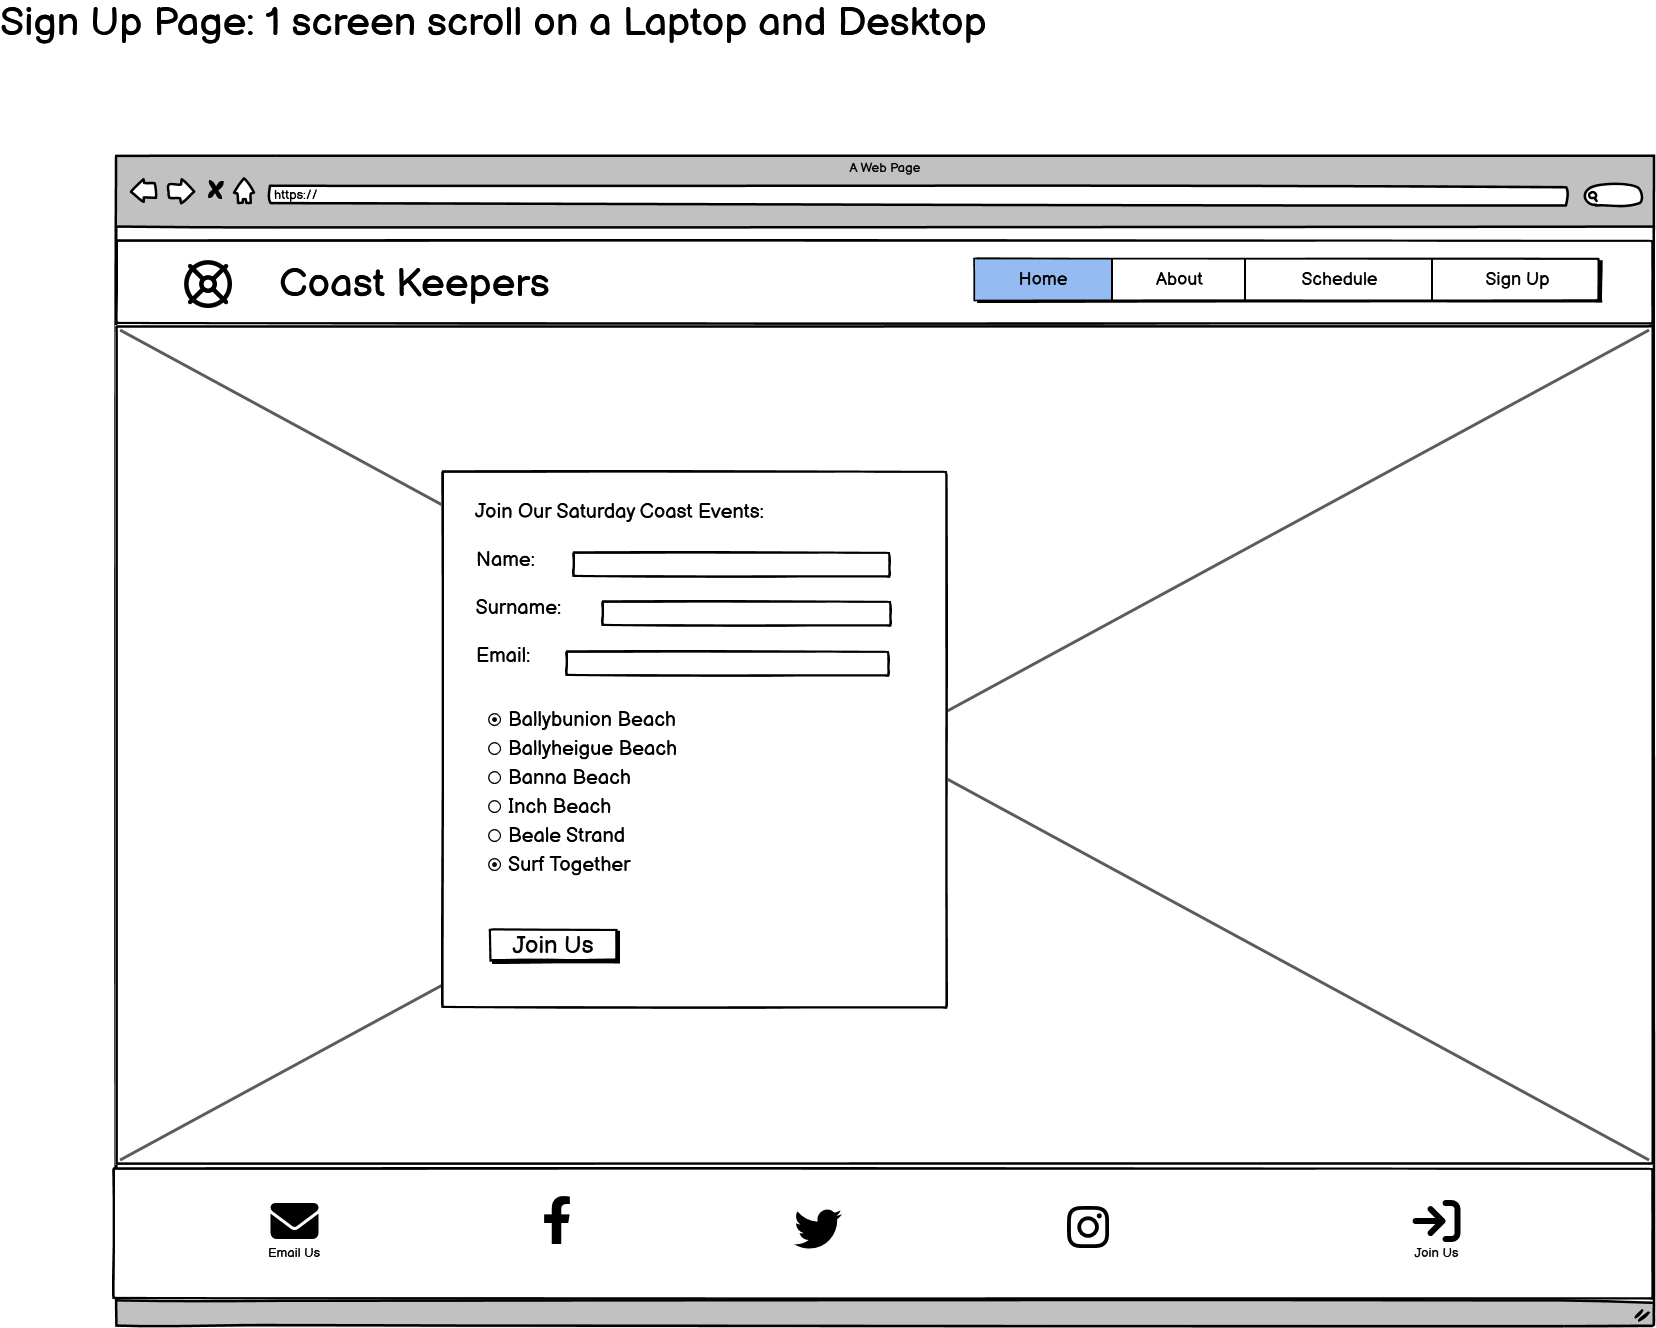 Sign Up Page: 1 screen scroll on a Laptop and Desktop
A Web Page
https://
Coast Keepers
Home About Schedule Sign Up
Join Our Saturday Coast Events:
Name:
Surname:
Email:
Ballybunion Beach
Ballyheigue Beach
Banna Beach
Inch Beach
Beale Strand
Surf Together
Join Us
Email Us Join Us